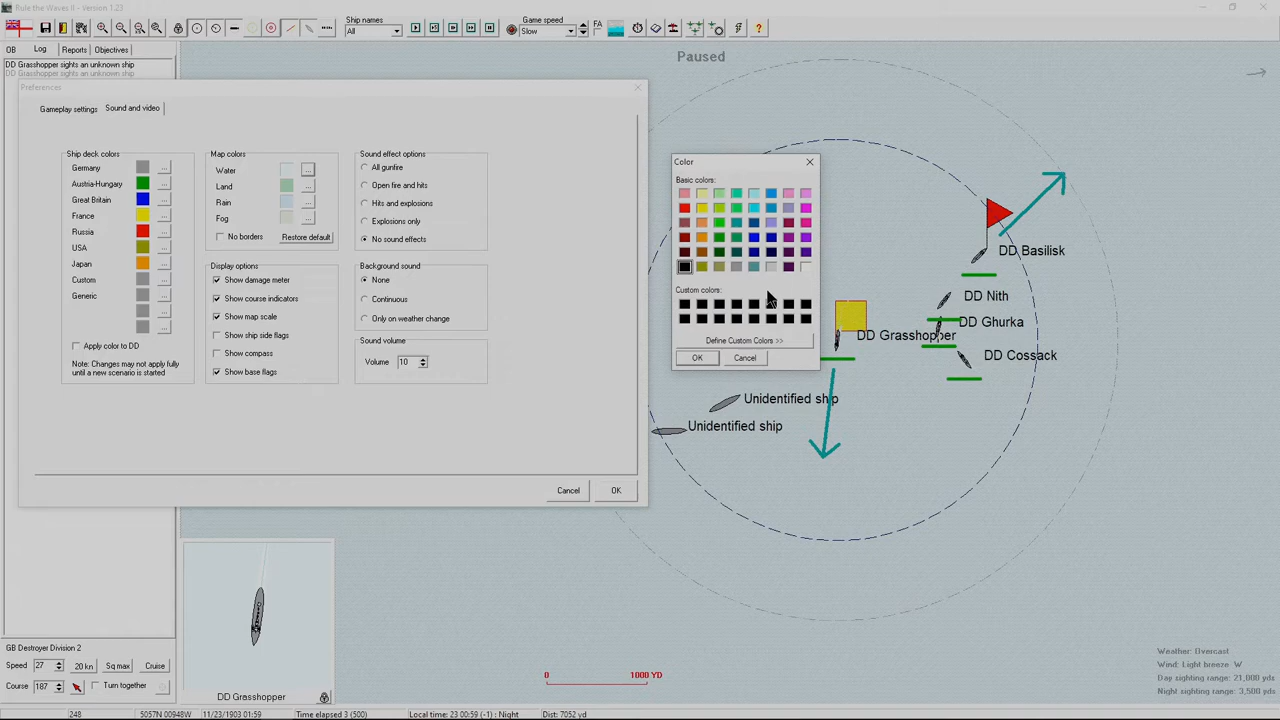 Rule the Waves II - Version 1.23
Ship names
All
Game speed
Slow
FA
OB
Log
Reports
Objectives
DD Grasshopper sights an unknown ship
DD Grasshopper sights an unknown ship
Paused
Preferences
Gameplay settings
Sound and video
Ship deck colors
Germany ...
Austria-Hungary ...
Great Britain ...
France ...
Russia ...
USA ...
Japan ...
Custom ...
Generic ...
...
Apply color to DD
Note: Changes may not apply fully
until a new scenario is started
Map colors
Water ...
Land ...
Rain ...
Fog ...
No borders
Restore default
Display options
Show damage meter
Show course indicators
Show map scale
Show ship side flags
Show compass
Show base flags
Sound effect options
All gunfire
Open fire and hits
Hits and explosions
Explosions only
No sound effects
Background sound
None
Continuous
Only on weather change
Sound volume
Volume 10
Cancel
OK
Color
Basic colors:
Custom colors:
Define Custom Colors >>
OK
Cancel
DD Basilisk
DD Nith
DD Ghurka
DD Grasshopper
DD Cossack
Unidentified ship
Unidentified ship
DD Grasshopper
GB Destroyer Division 2
Speed 27 20 kn Sq max Cruise
Course 187 Turn together
0 1000 YD
Weather: Overcast
Wind: Light breeze W
Day sighting range: 21,000 yds
Night sighting range: 3,500 yds
248 5057N 00948W 11/23/1903 01:59 Time elapsed 3 (500) Local time: 23 00:59 (-1) : Night Dist: 7052 yd